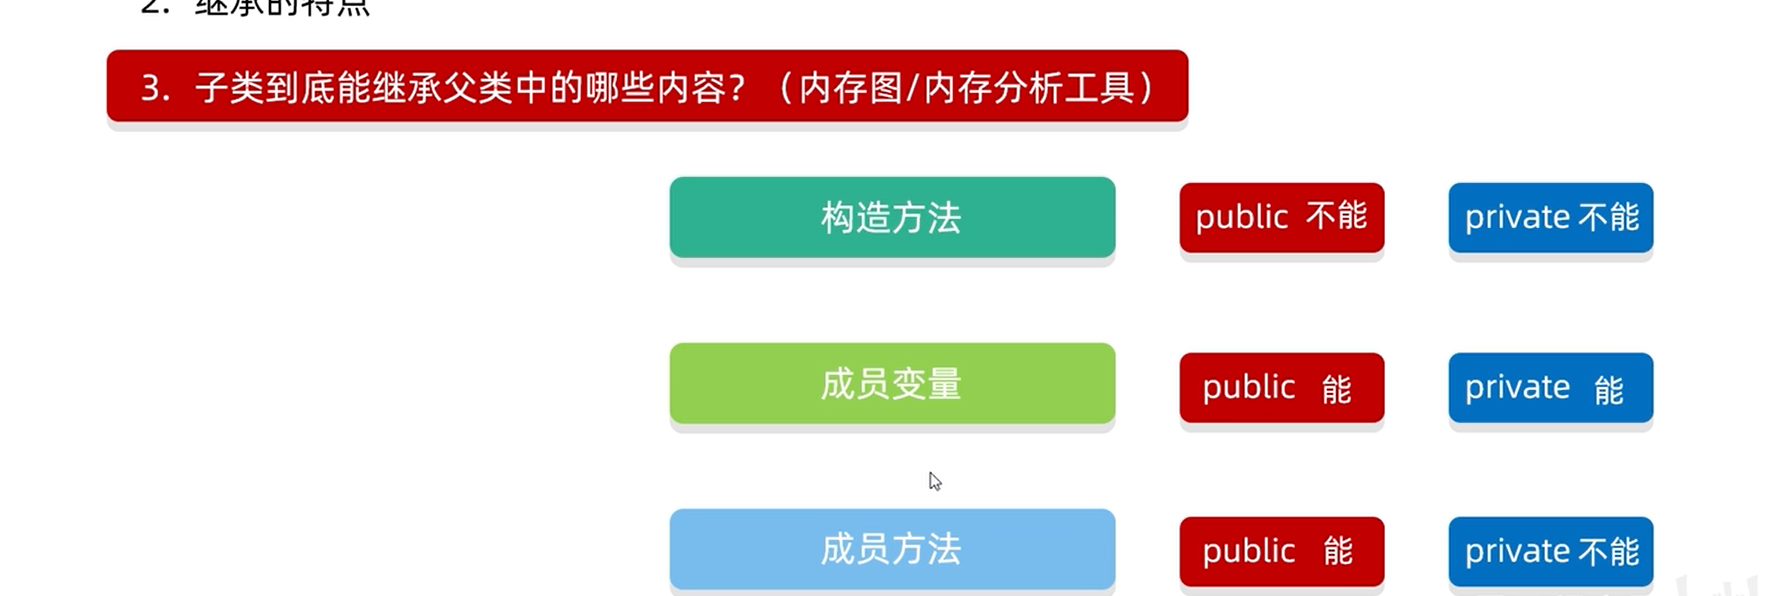 2. 继承的特点
3. 子类到底能继承父类中的哪些内容？（内存图/内存分析工具）
构造方法 public 不能 private 不能
成员变量 public 能 private 能
成员方法 public 能 private 不能